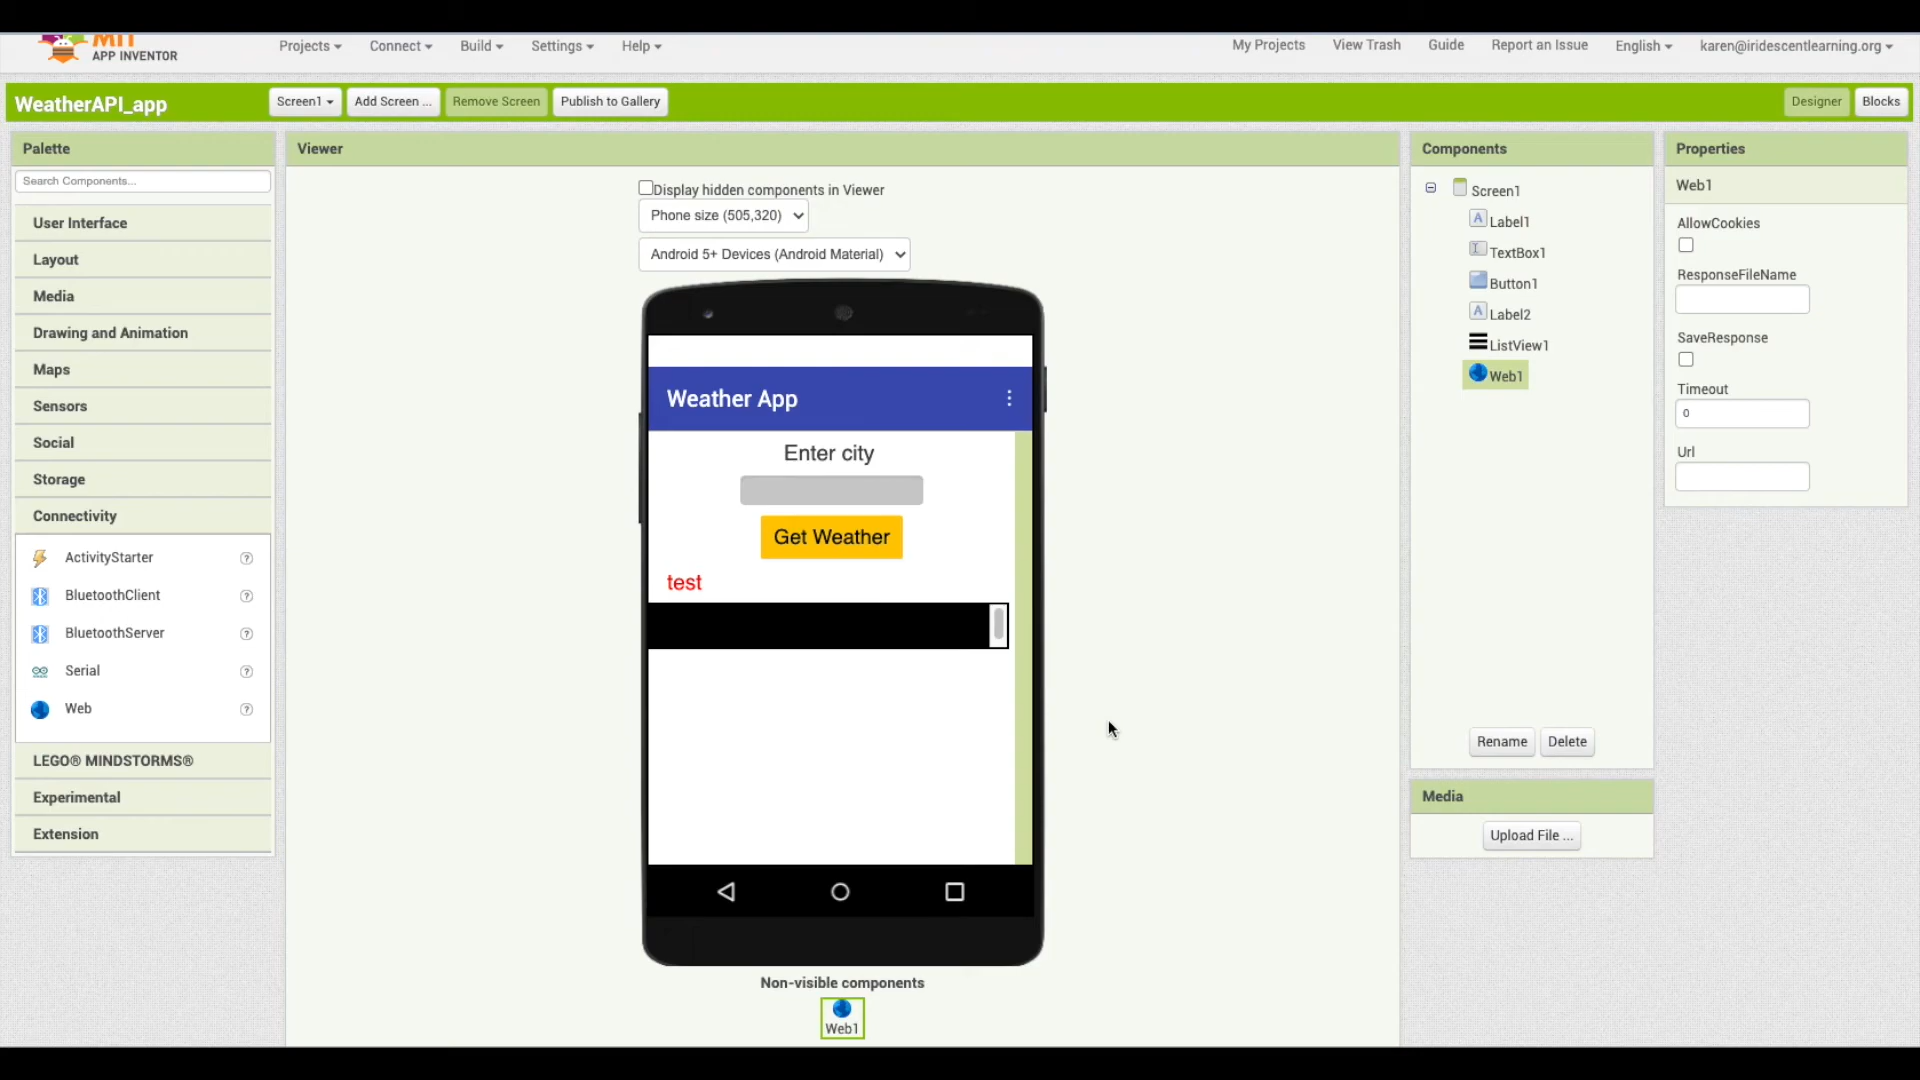 MIT
APP INVENTOR
Projects
Connect
Build
Settings
Help
My Projects
View Trash
Guide
Report an Issue
English
karen@iridescentlearning.org
WeatherAPI_app
Screen1
Add Screen ...
Remove Screen
Publish to Gallery
Designer
Blocks
Palette
Search Components...
User Interface
Layout
Media
Drawing and Animation
Maps
Sensors
Social
Storage
Connectivity
ActivityStarter
BluetoothClient
BluetoothServer
Serial
Web
LEGO® MINDSTORMS®
Experimental
Extension
Viewer
Display hidden components in Viewer
Phone size (505,320)
Android 5+ Devices (Android Material)
Weather App
Enter city
Get Weather
test
Non-visible components
Web1
Components
Screen1
Label1
TextBox1
Button1
Label2
ListView1
Web1
Rename
Delete
Media
Upload File ...
Properties
Web1
AllowCookies
ResponseFileName
SaveResponse
Timeout
0
Url